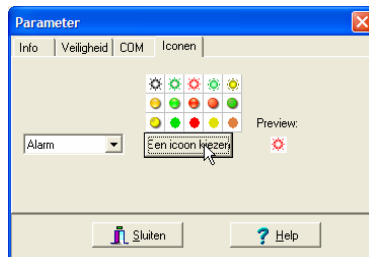 Parameter
Info Veiligheid COM Iconen
Preview:
Alarm Een icoon kiezen
Sluiten Help